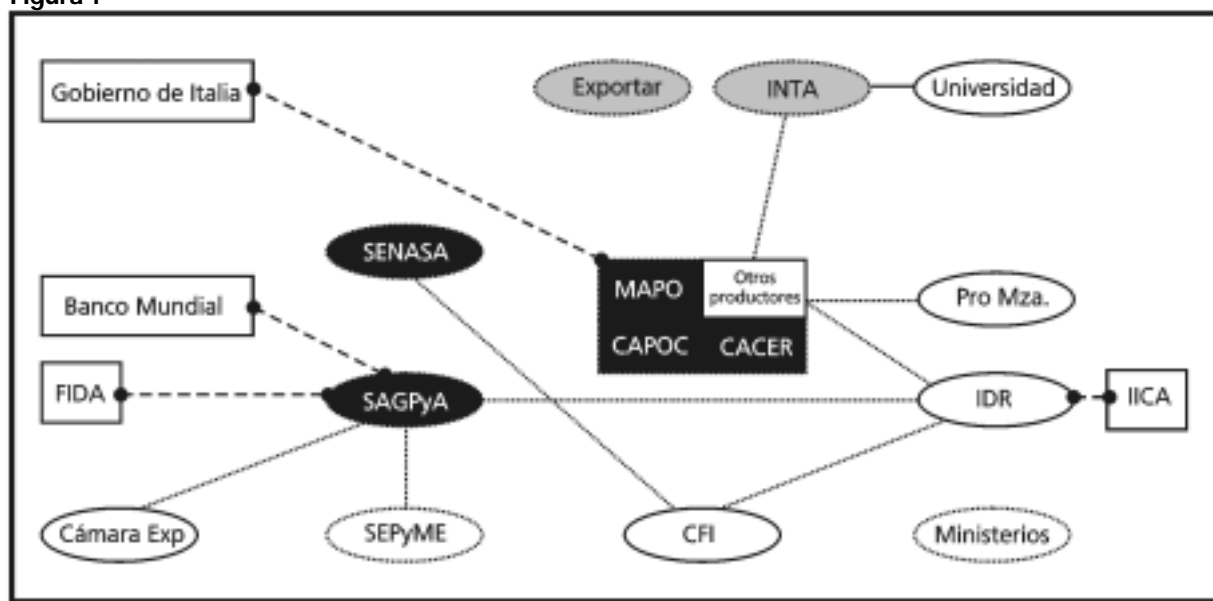 Figura 1
Gobierno de Italia
Exportar
INTA
Universidad
SENASA
MAPO
Otros
productores
Banco Mundial
Pro Mza.
CAPOC
CACER
FIDA
SAGPyA
IDR
IICA
Cámara Exp
SEPyME
CFI
Ministerios